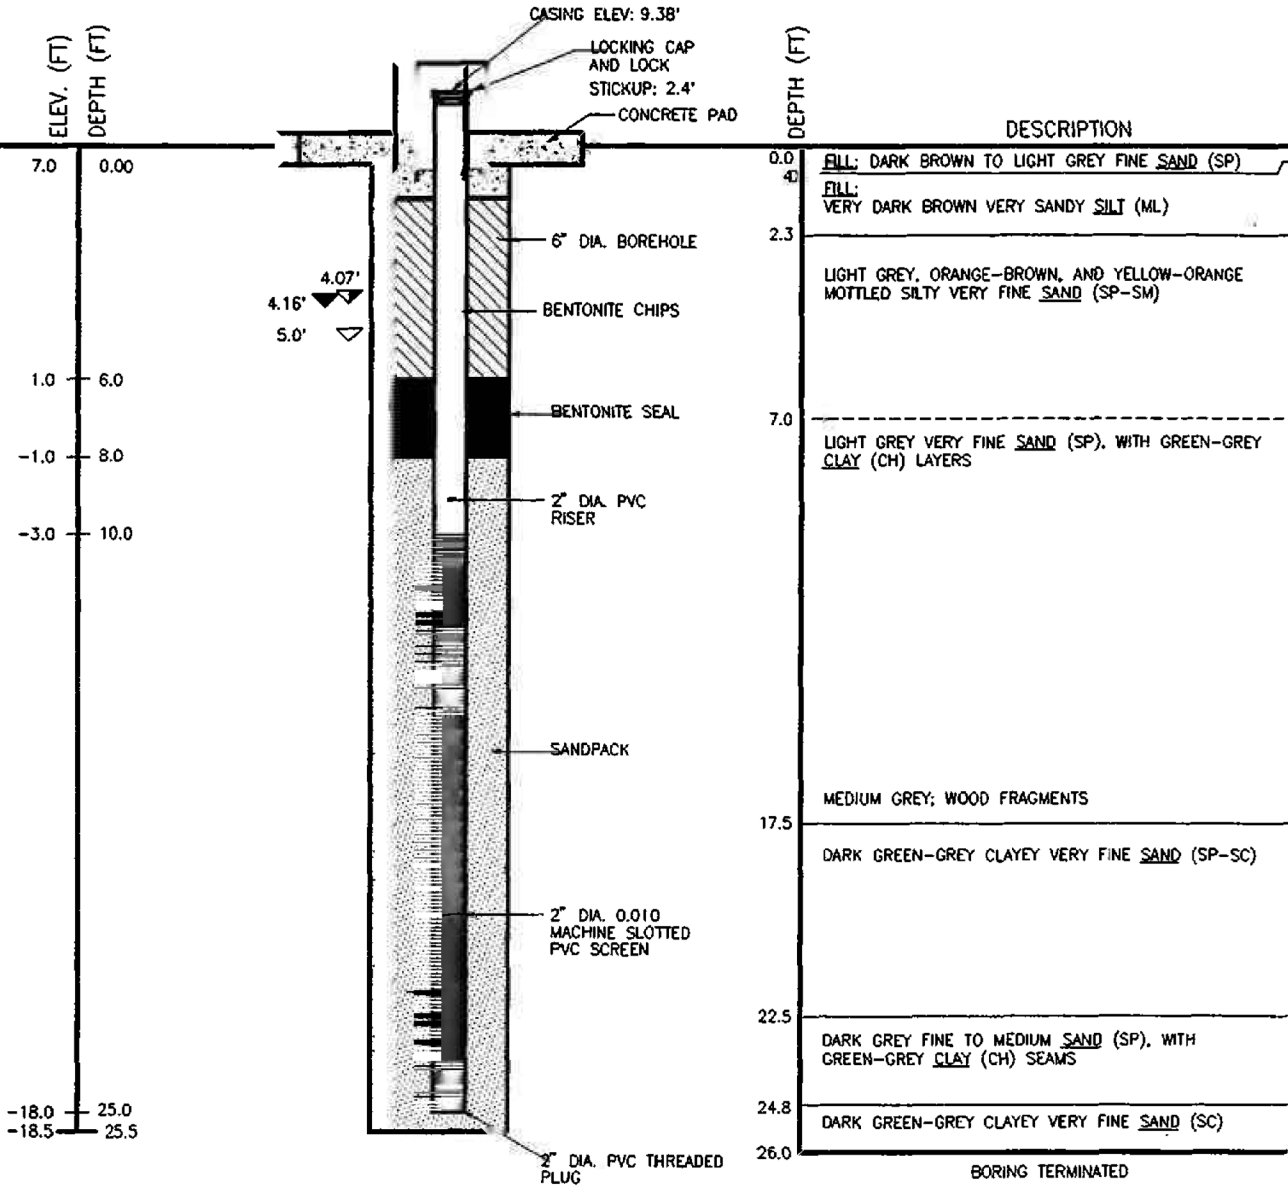 CASING ELEV: 9.38'
LOCKING CAP
AND LOCK
STICKUP: 2.4'
CONCRETE PAD
ELEV. (FT)
DEPTH (FT)
7.0 0.00
6" DIA. BOREHOLE
4.07'
4.16'
5.0'
BENTONITE CHIPS
1.0 6.0
BENTONITE SEAL
-1.0 8.0
2" DIA. PVC
RISER
-3.0 10.0
SANDPACK
2" DIA. 0.010
MACHINE SLOTTED
PVC SCREEN
-18.0 25.0
-18.5 25.5
2" DIA. PVC THREADED
PLUG
DEPTH (FT)
DESCRIPTION
0.0
FILL: DARK BROWN TO LIGHT GREY FINE SAND (SP)
FILL:
VERY DARK BROWN VERY SANDY SILT (ML)
2.3
LIGHT GREY, ORANGE-BROWN, AND YELLOW-ORANGE
MOTTLED SILTY VERY FINE SAND (SP-SM)
7.0
LIGHT GREY VERY FINE SAND (SP), WITH GREEN-GREY
CLAY (CH) LAYERS
MEDIUM GREY; WOOD FRAGMENTS
17.5
DARK GREEN-GREY CLAYEY VERY FINE SAND (SP-SC)
22.5
DARK GREY FINE TO MEDIUM SAND (SP), WITH
GREEN-GREY CLAY (CH) SEAMS
24.8
DARK GREEN-GREY CLAYEY VERY FINE SAND (SC)
26.0
BORING TERMINATED